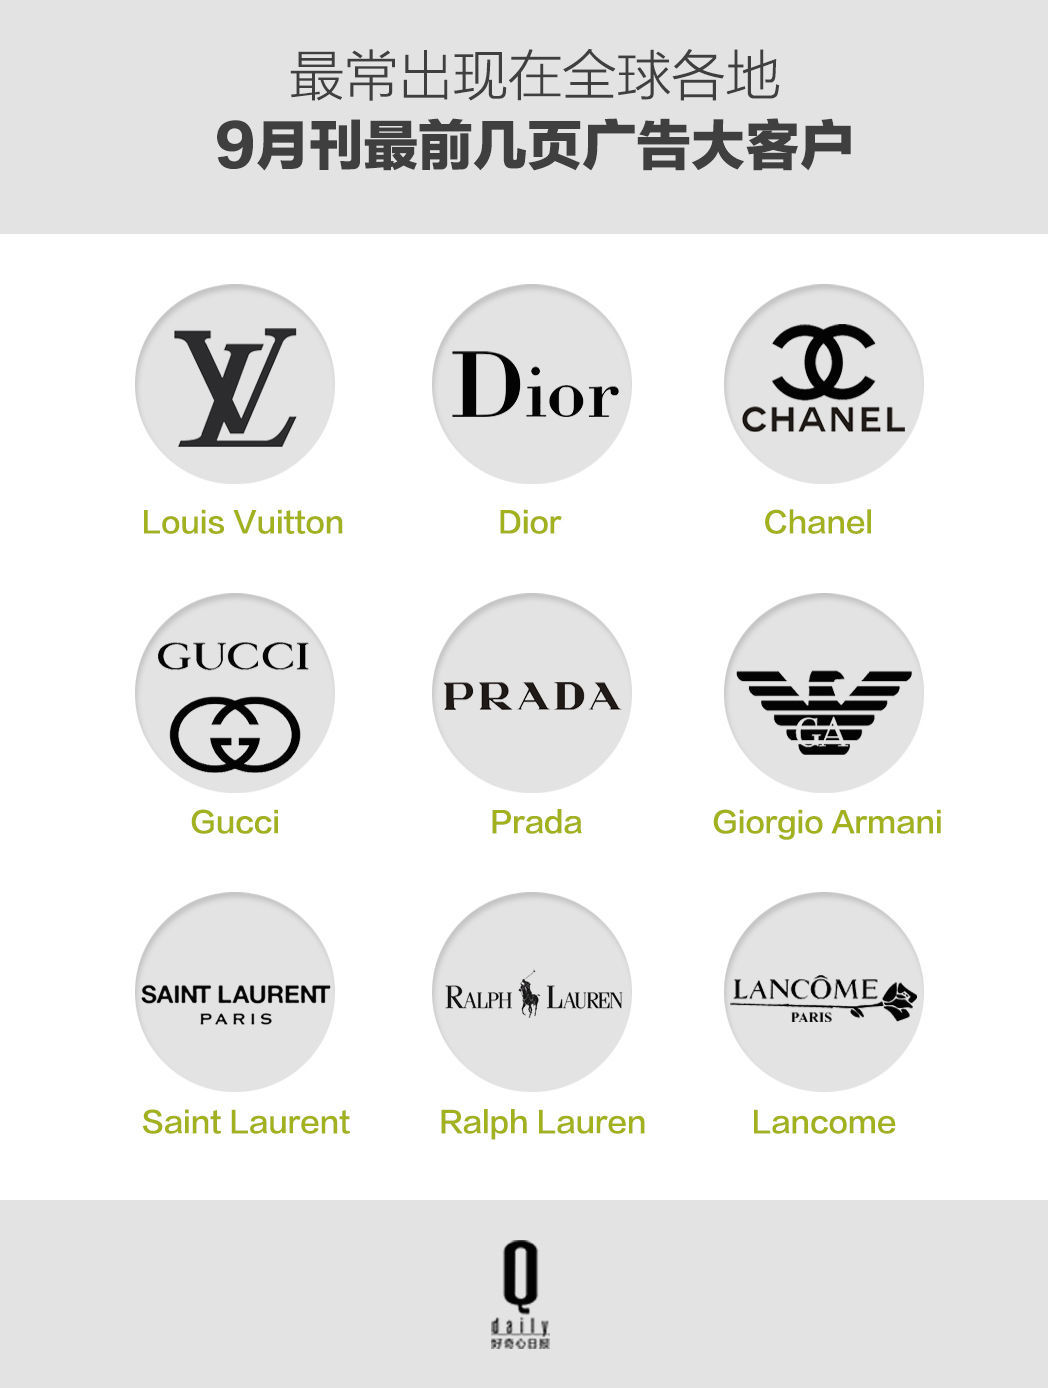 最常出现在全球各地
9月刊最前几页广告大客户
LV
Dior
CHANEL
Louis Vuitton
Dior
Chanel
GUCCI
PRADA
GA
Gucci
Prada
Giorgio Armani
SAINT LAURENT
PARIS
RALPH LAUREN
LANCÔME
PARIS
Saint Laurent
Ralph Lauren
Lancome
Q
daily
好奇心日报